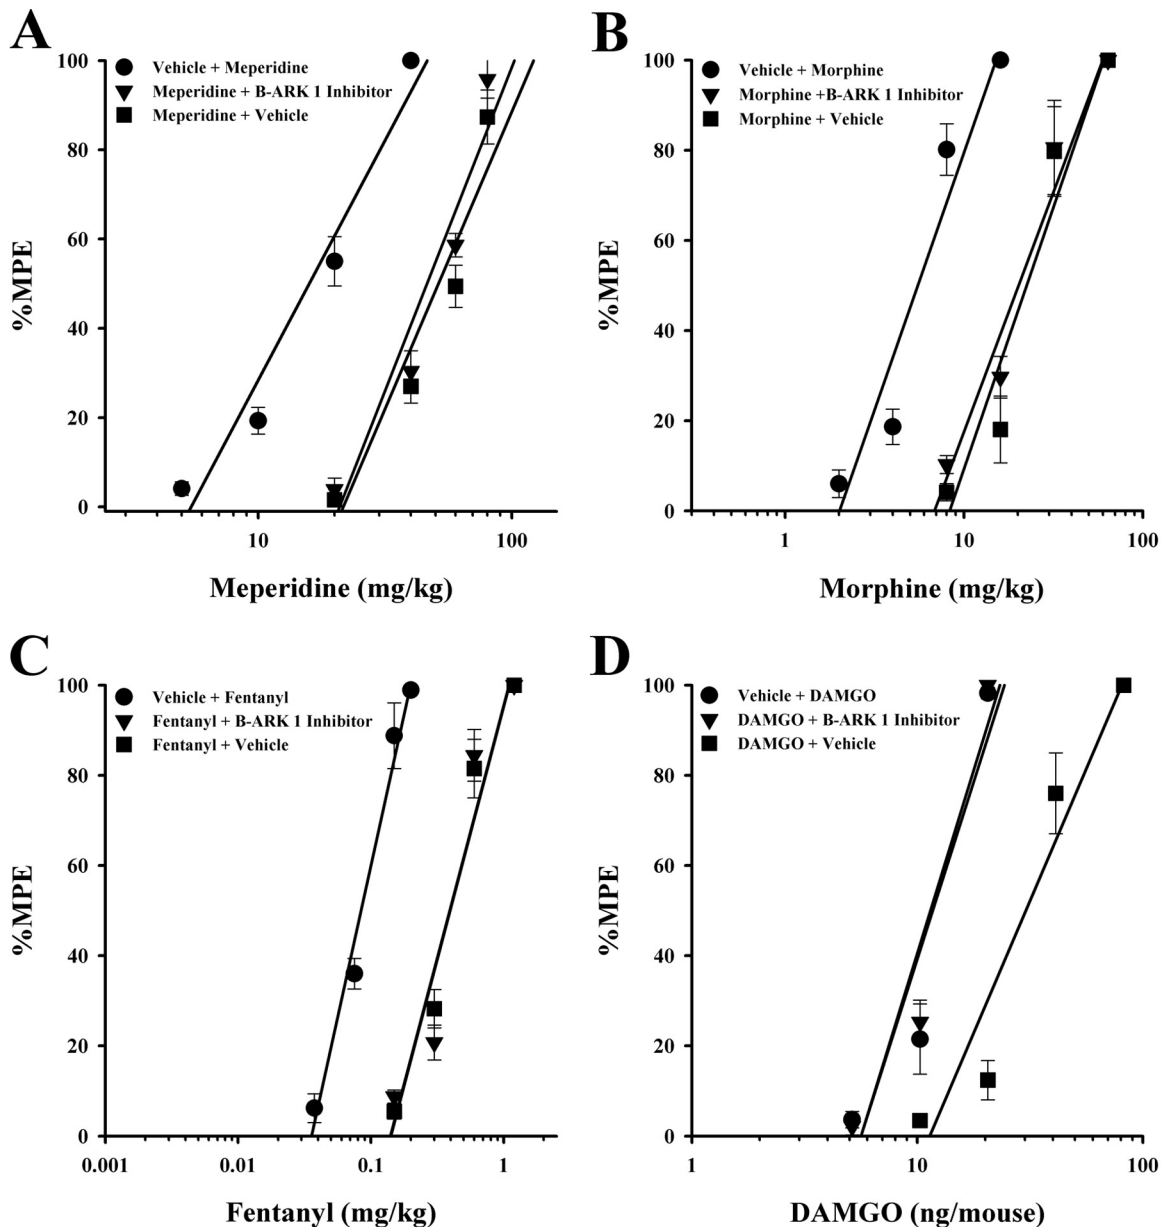 A
Vehicle + Meperidine
Meperidine + B-ARK 1 Inhibitor
Meperidine + Vehicle
100
80
60
40
20
0
%MPE
10
100
Meperidine (mg/kg)
B
Vehicle + Morphine
Morphine +B-ARK 1 Inhibitor
Morphine + Vehicle
100
80
60
40
20
0
%MPE
1
10
100
Morphine (mg/kg)
C
Vehicle + Fentanyl
Fentanyl + B-ARK 1 Inhibitor
Fentanyl + Vehicle
100
80
60
40
20
0
%MPE
0.001
0.01
0.1
1
Fentanyl (mg/kg)
D
Vehicle + DAMGO
DAMGO + B-ARK 1 Inhibitor
DAMGO + Vehicle
100
80
60
40
20
0
%MPE
1
10
100
DAMGO (ng/mouse)